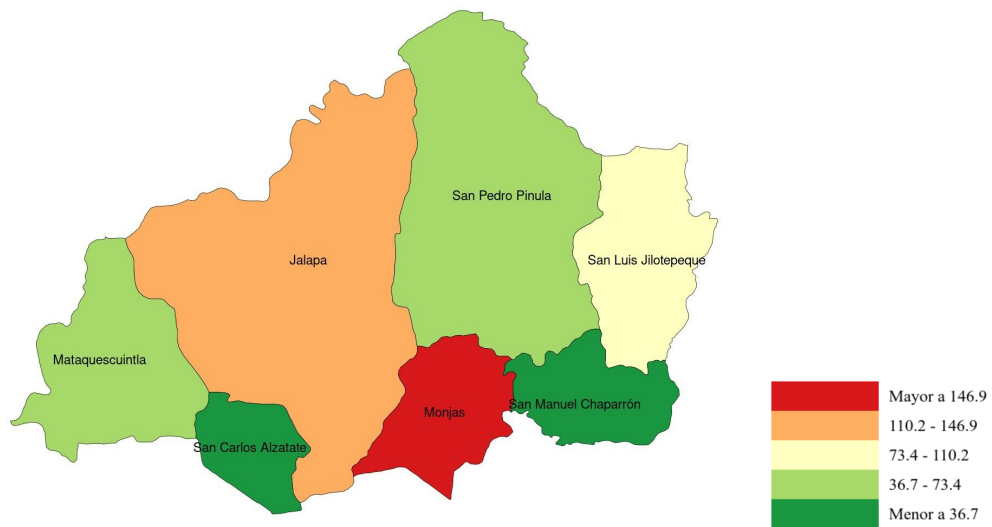 San Pedro Pinula
Jalapa
San Luis Jilotepeque
Mataquescuintla
San Manuel Chaparrón
Monjas
San Carlos Alzatate
Mayor a 146.9
110.2 - 146.9
73.4 - 110.2
36.7 - 73.4
Menor a 36.7